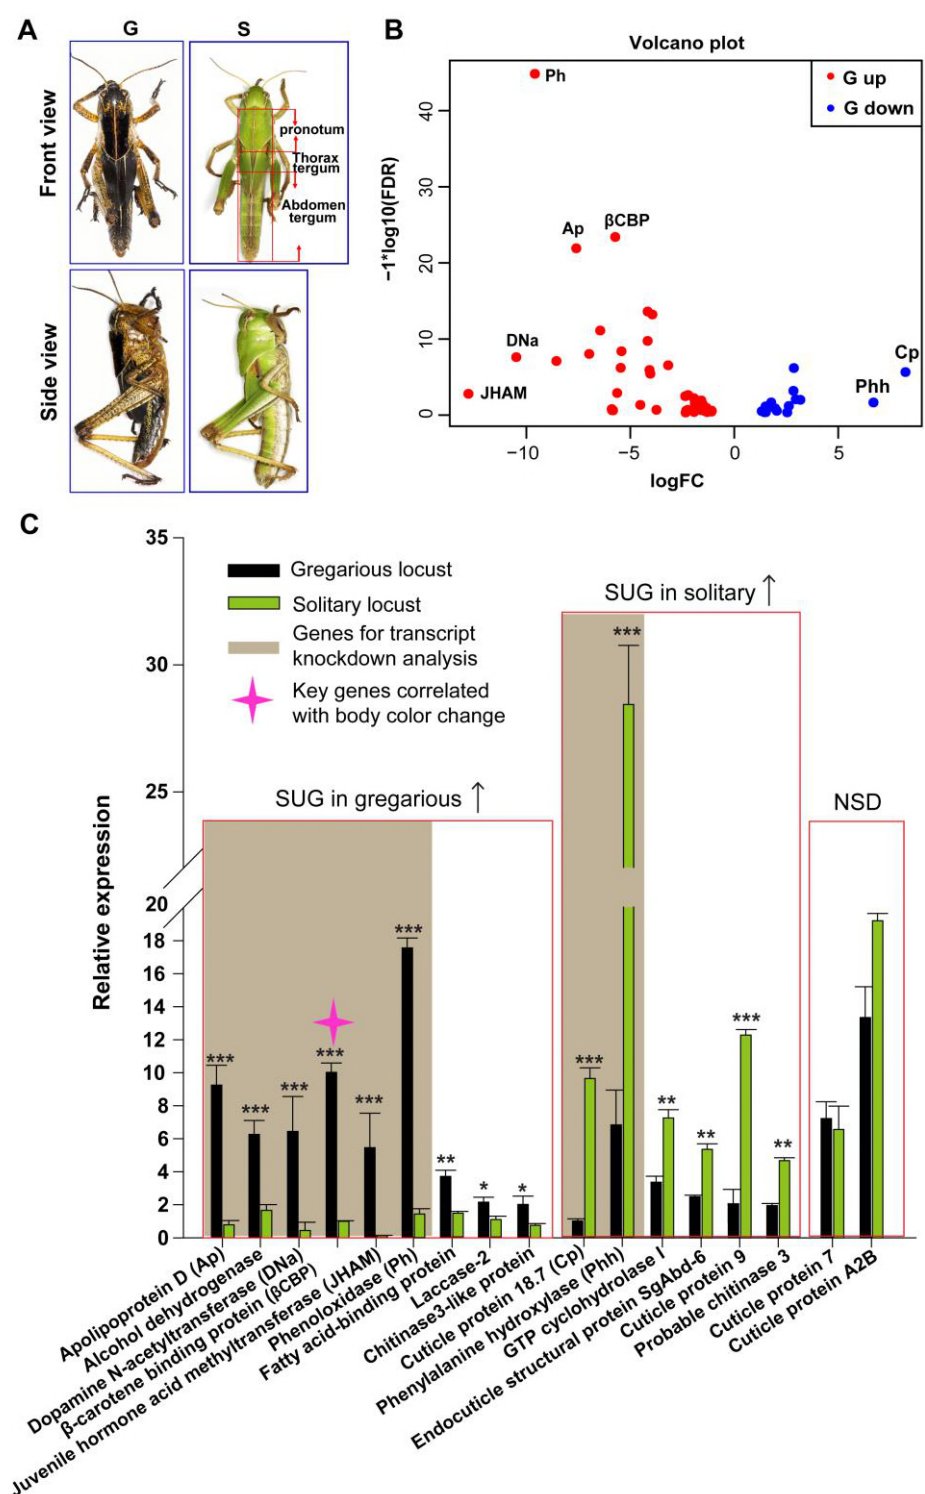 A
G
S
Front view
pronotum
Thorax
tergum
Abdomen
tergum
Side view
B
Volcano plot
G up
G down
Ph
Ap
βCBP
DNa
JHAM
Cp
Phh
−1*log10(FDR)
40
30
20
10
0
−10
−5
0
5
logFC
C
35
30
25
20
18
16
14
12
10
8
6
4
2
0
Relative expression
Gregarious locust
Solitary locust
Genes for transcript
knockdown analysis
Key genes correlated
with body color change
SUG in gregarious ↑
SUG in solitary ↑
NSD
***
***
***
***
***
***
**
*
*
***
***
**
**
***
**
Apolipoprotein D (Ap)
Alcohol dehydrogenase
Dopamine N-acetyltransferase (DNa)
β-carotene binding protein (βCBP)
Juvenile hormone acid methyltransferase (JHAM)
Phenoloxidase (Ph)
Fatty acid-binding protein
Laccase-2
Chitinase3-like protein
Cuticle protein 18.7 (Cp)
Phenylalanine hydroxylase (Phh)
GTP cyclohydrolase I
Endocuticle structural protein SgAbd-6
Cuticle protein 9
Probable chitinase 3
Cuticle protein 7
Cuticle protein A2B